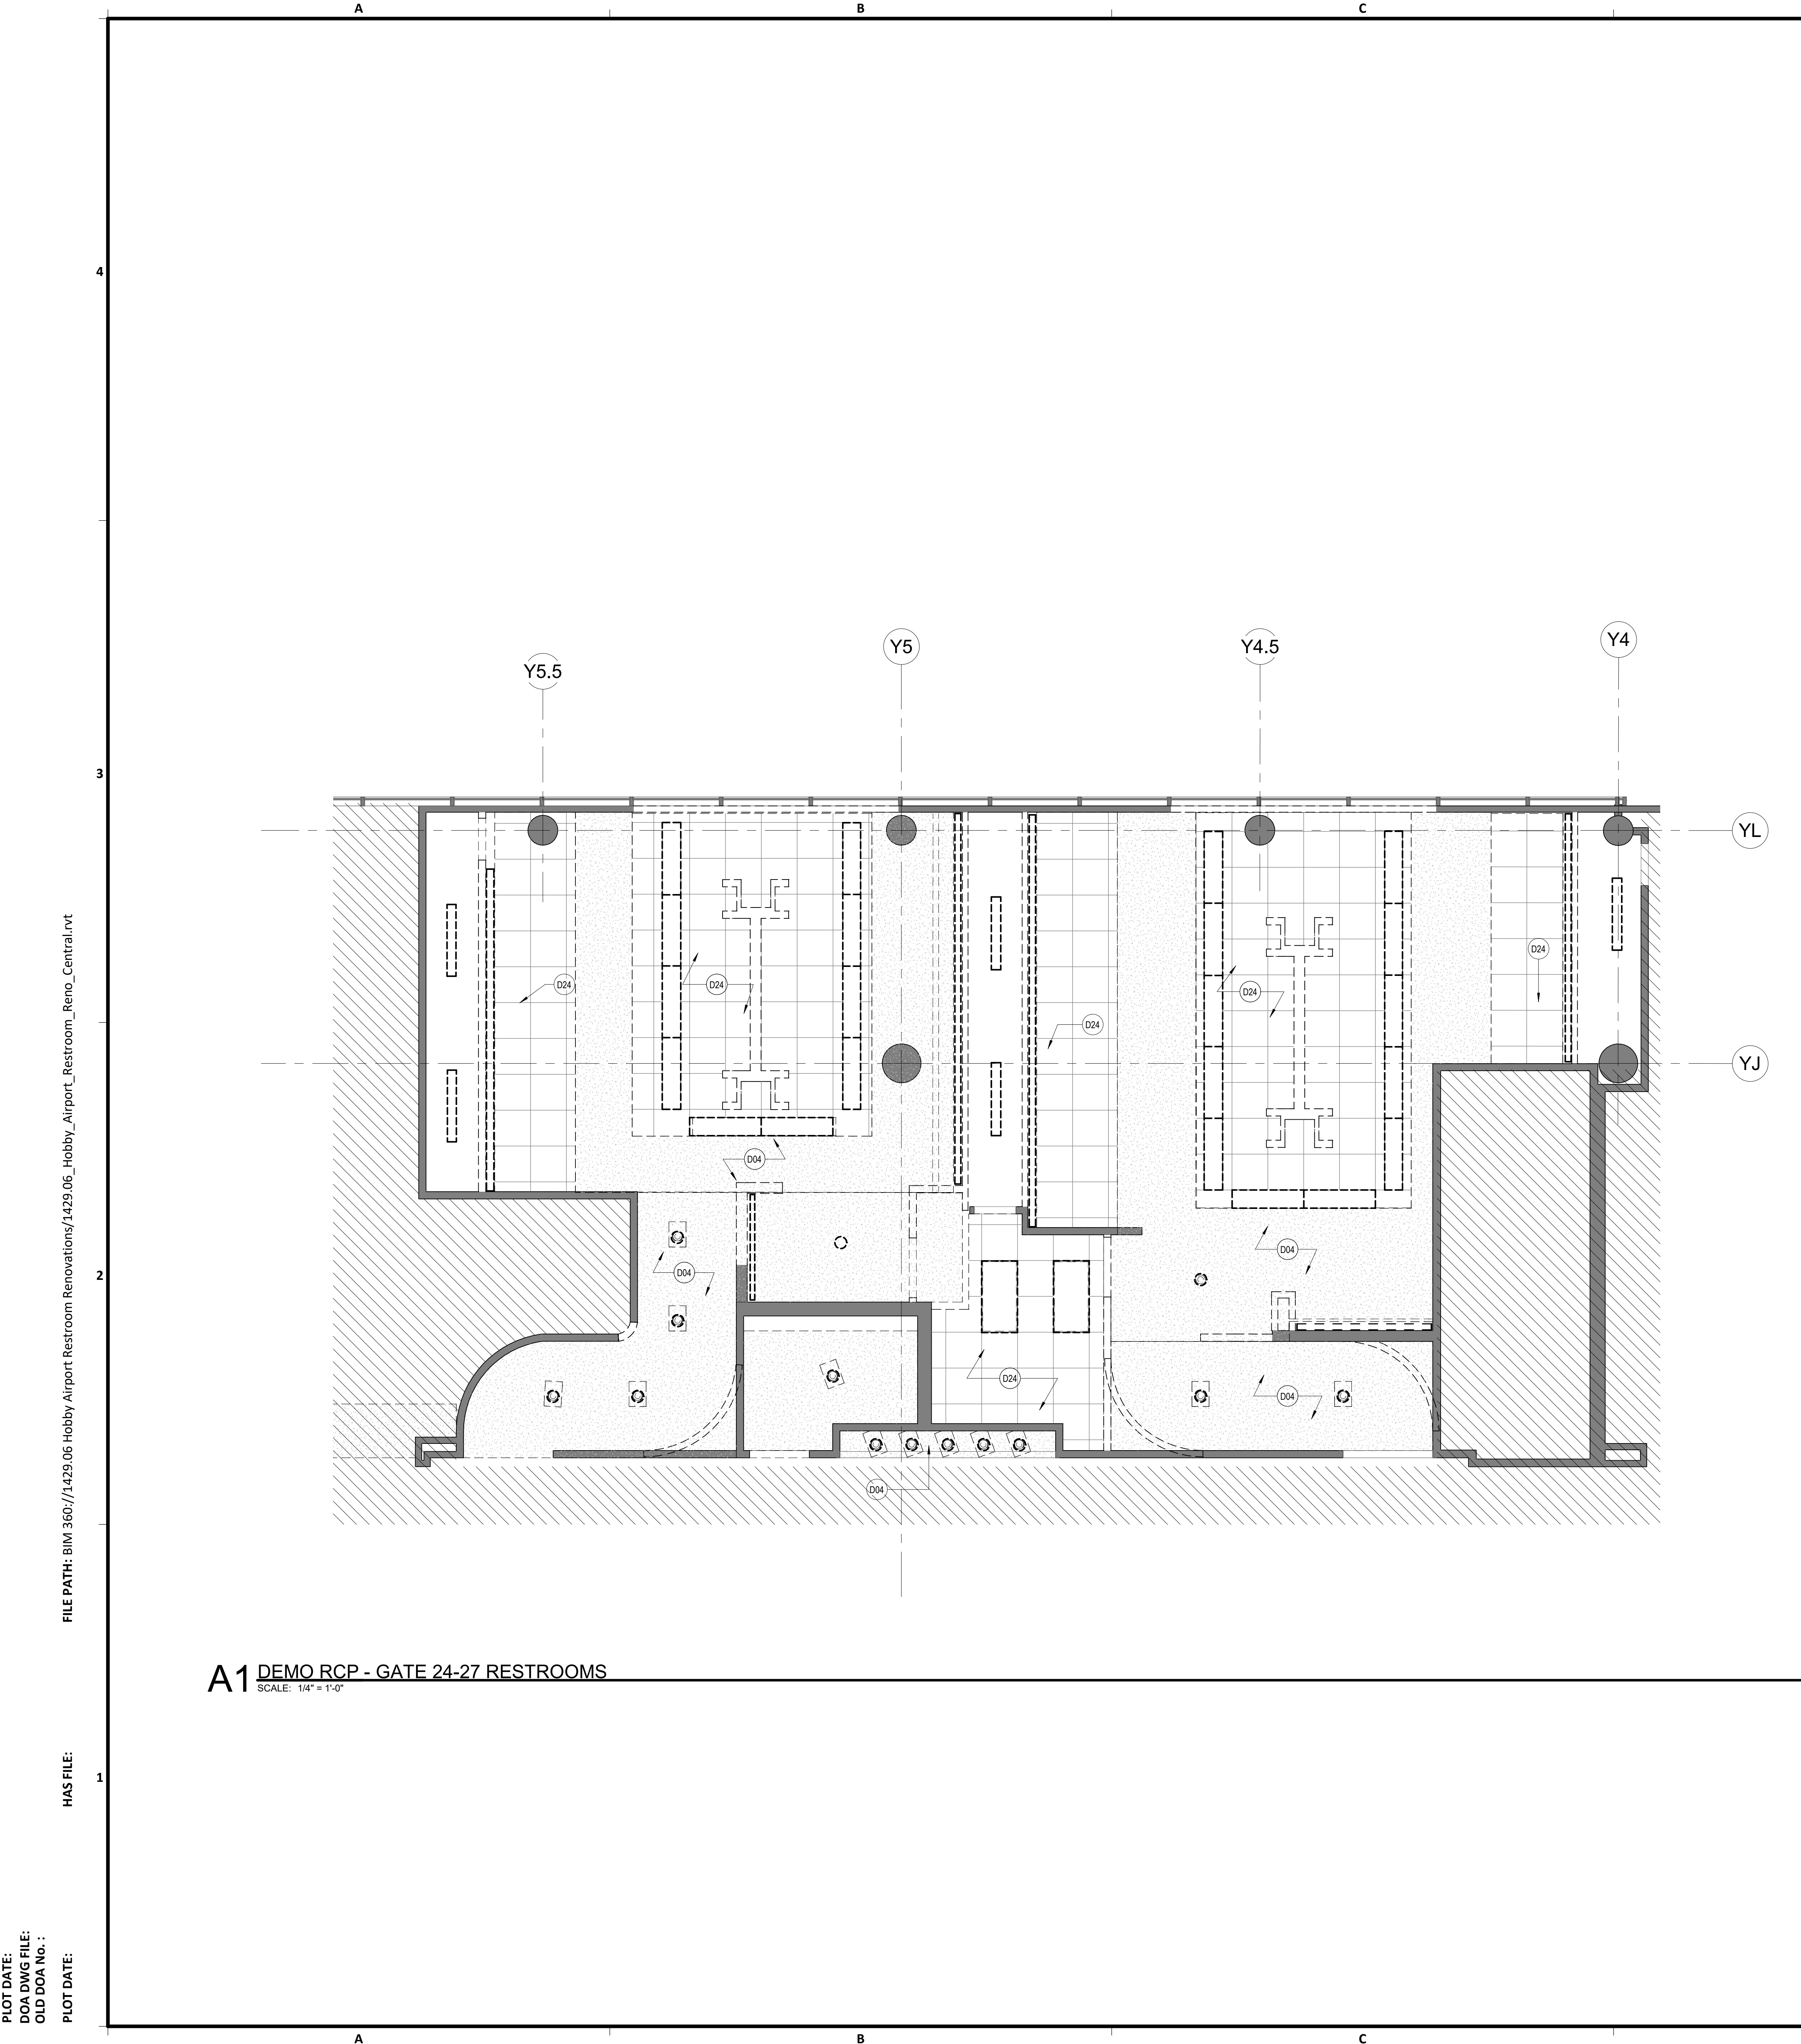 A B C
4
Y5.5 Y5 Y4.5 Y4
3
YL
D24
D24 D24 D24
D24
YJ
D04
D04
D04
2
D24
D04
D04
A1 DEMO RCP - GATE 24-27 RESTROOMS
SCALE: 1/4" = 1'-0"
1
A B C
PLOT DATE:
DOA DWG FILE:
OLD DOA No. :
PLOT DATE: HAS FILE: FILE PATH: BIM 360://1429.06 Hobby Airport Restroom Renovations/1429.06_Hobby_Airport_Restroom_Reno_Central.rvt